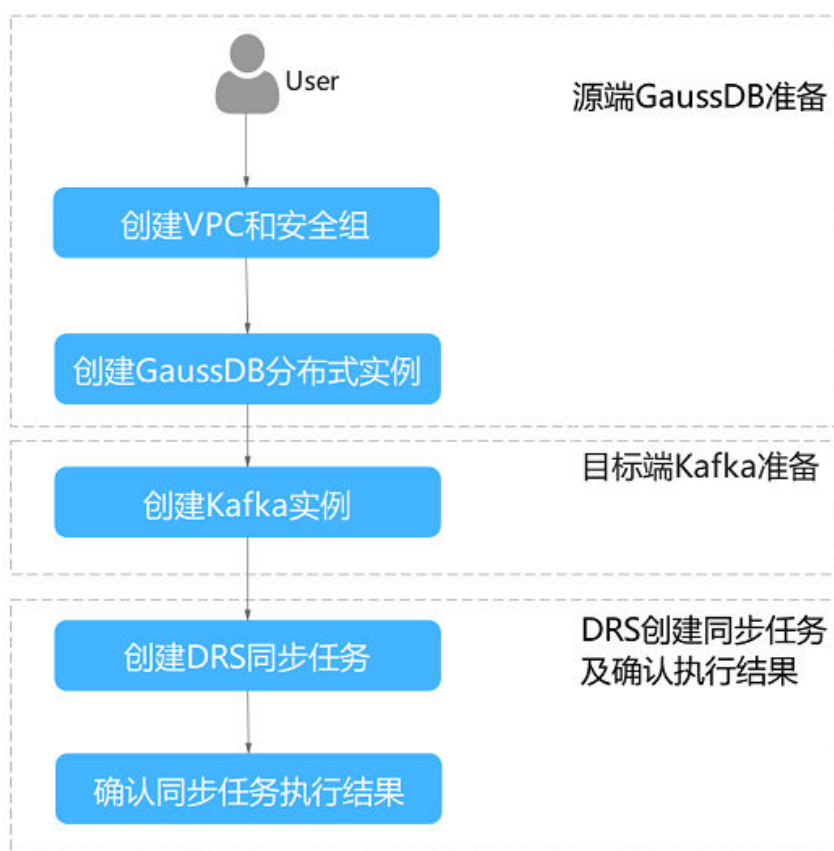 User
源端GaussDB准备
创建VPC和安全组
创建GaussDB分布式实例
目标端Kafka准备
创建Kafka实例
DRS创建同步任务
及确认执行结果
创建DRS同步任务
确认同步任务执行结果